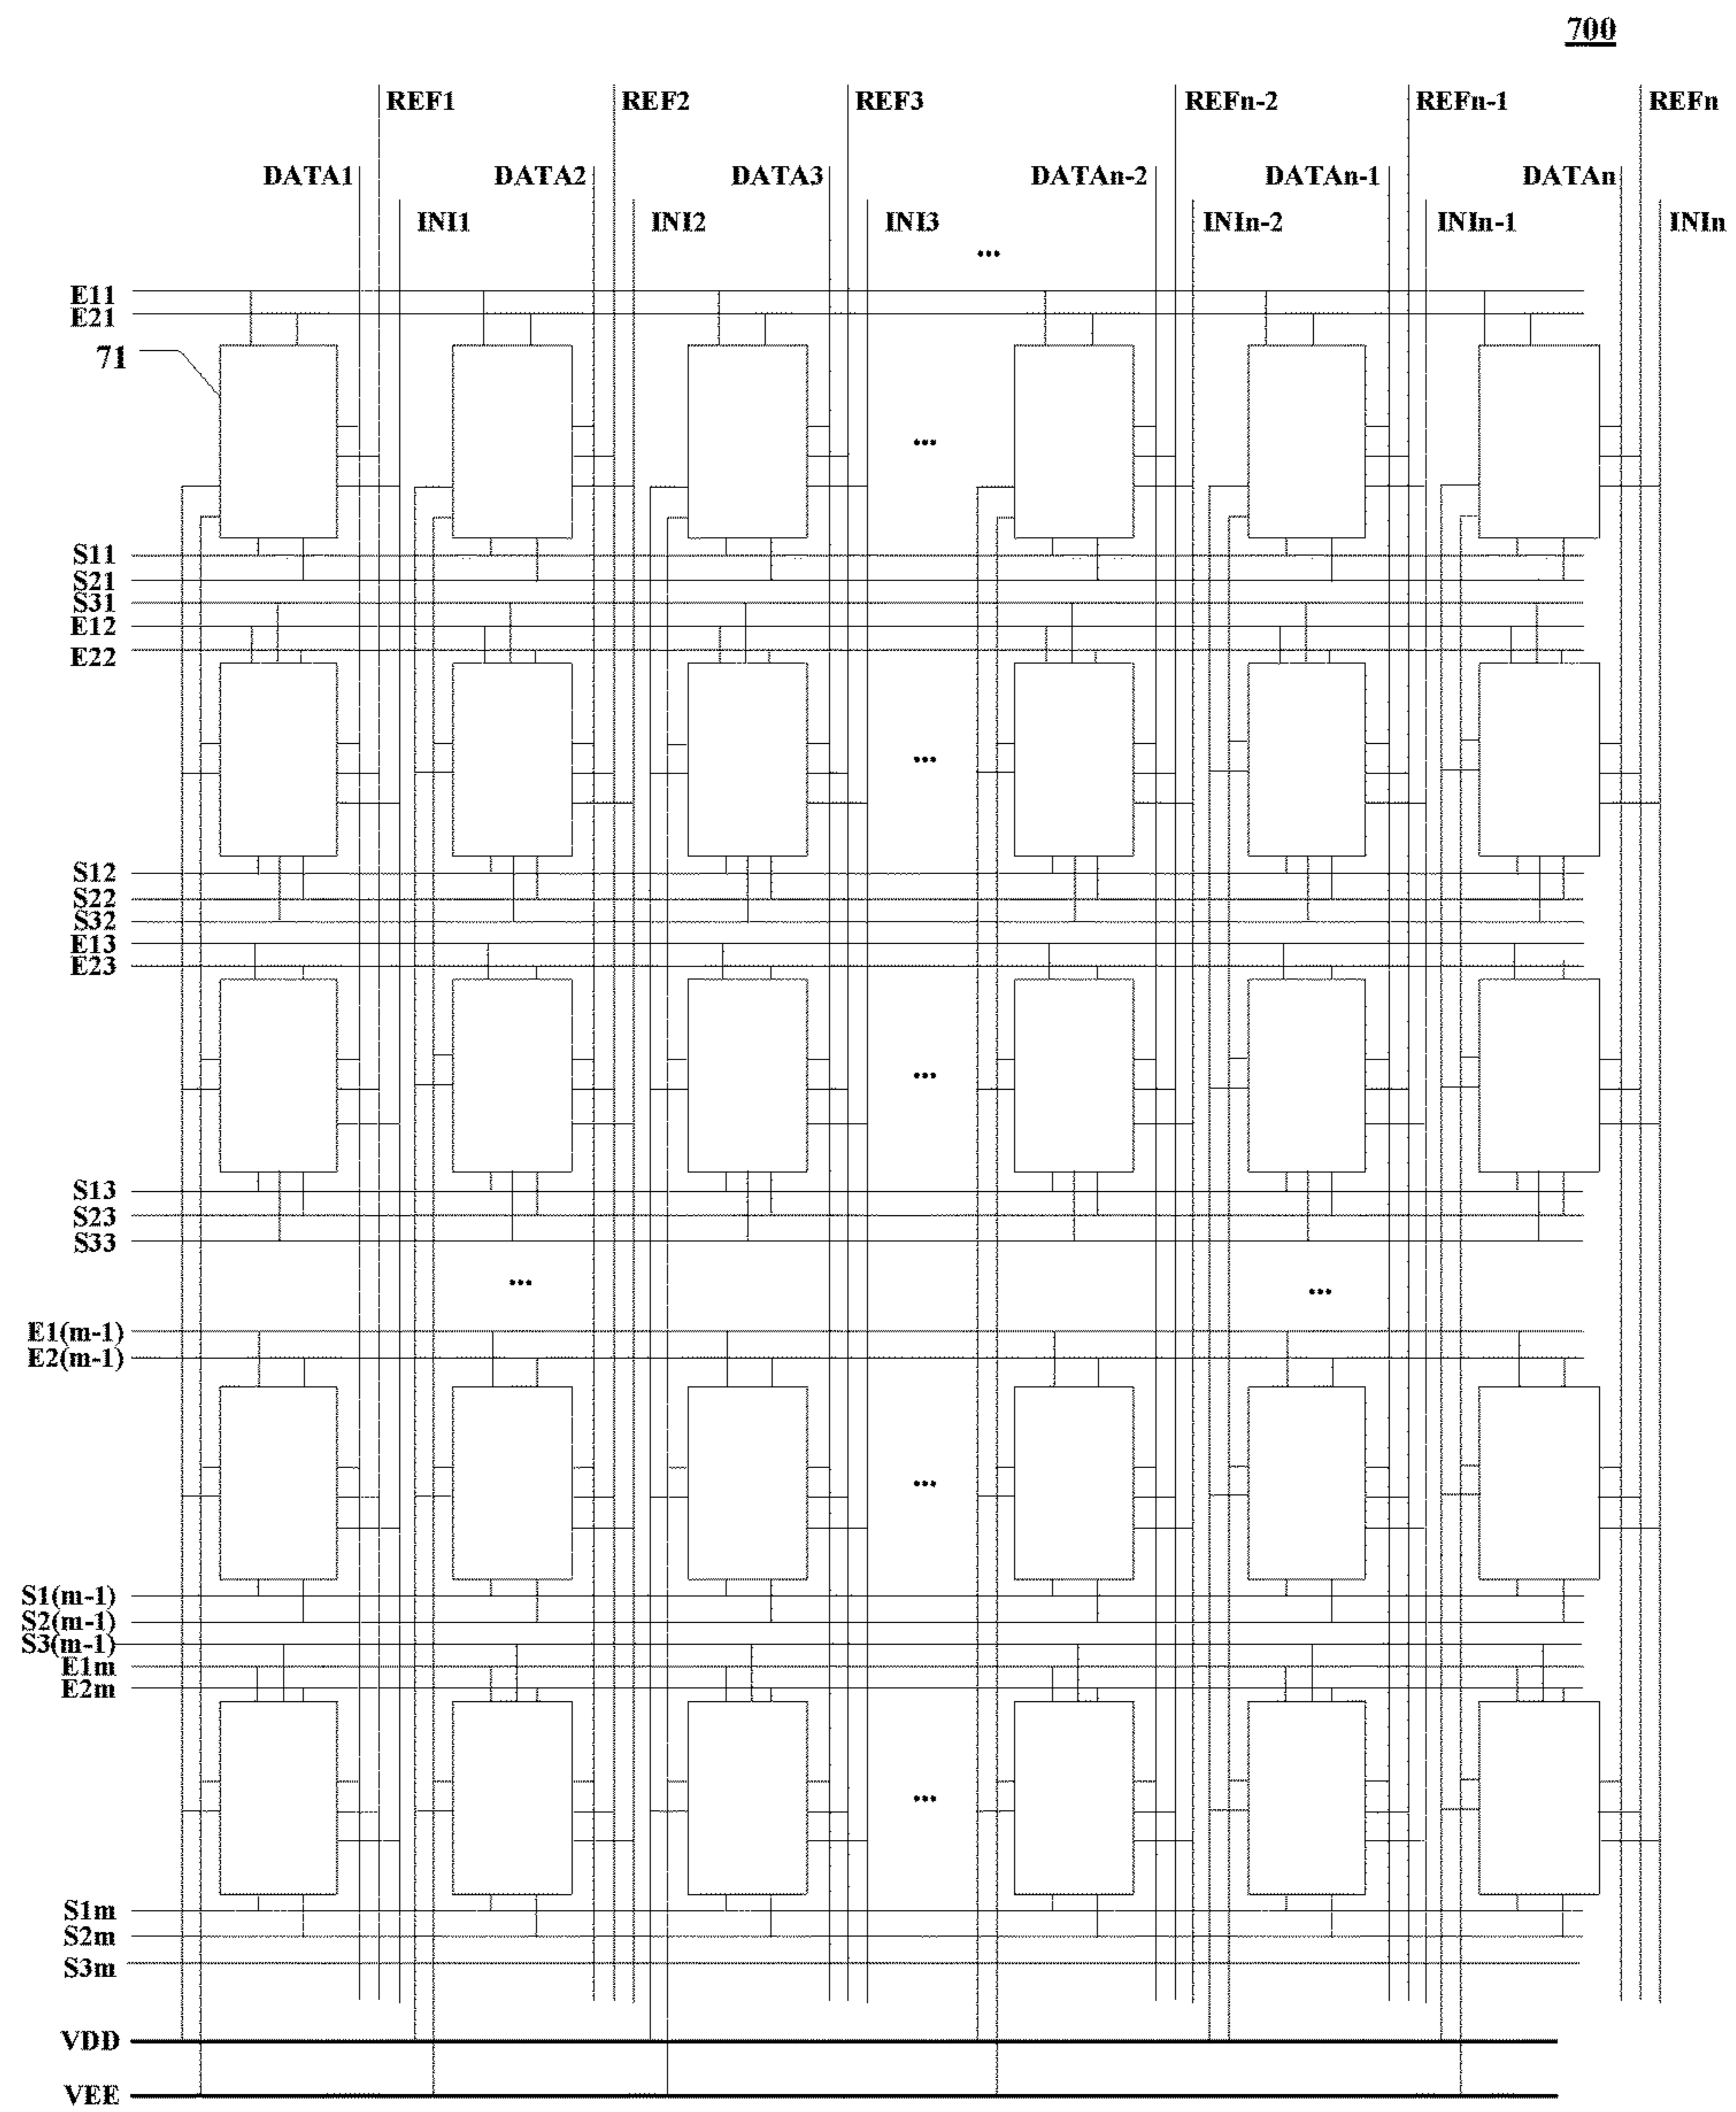 700
REF1 REF2 REF3 REFn-2 REFn-1 REFn
DATA1 DATA2 DATA3 DATAn-2 DATAn-1 DATAn
INI1 INI2 INI3 INIn-2 INIn-1 INIn
...
E11
E21
71
...
S11
S21
S31
E12
E22
...
S12
S22
S32
E13
E23
...
S13
S23
S33
... ...
E1(m-1)
E2(m-1)
...
S1(m-1)
S2(m-1)
S3(m-1)
E1m
E2m
...
S1m
S2m
S3m
VDD
VEE